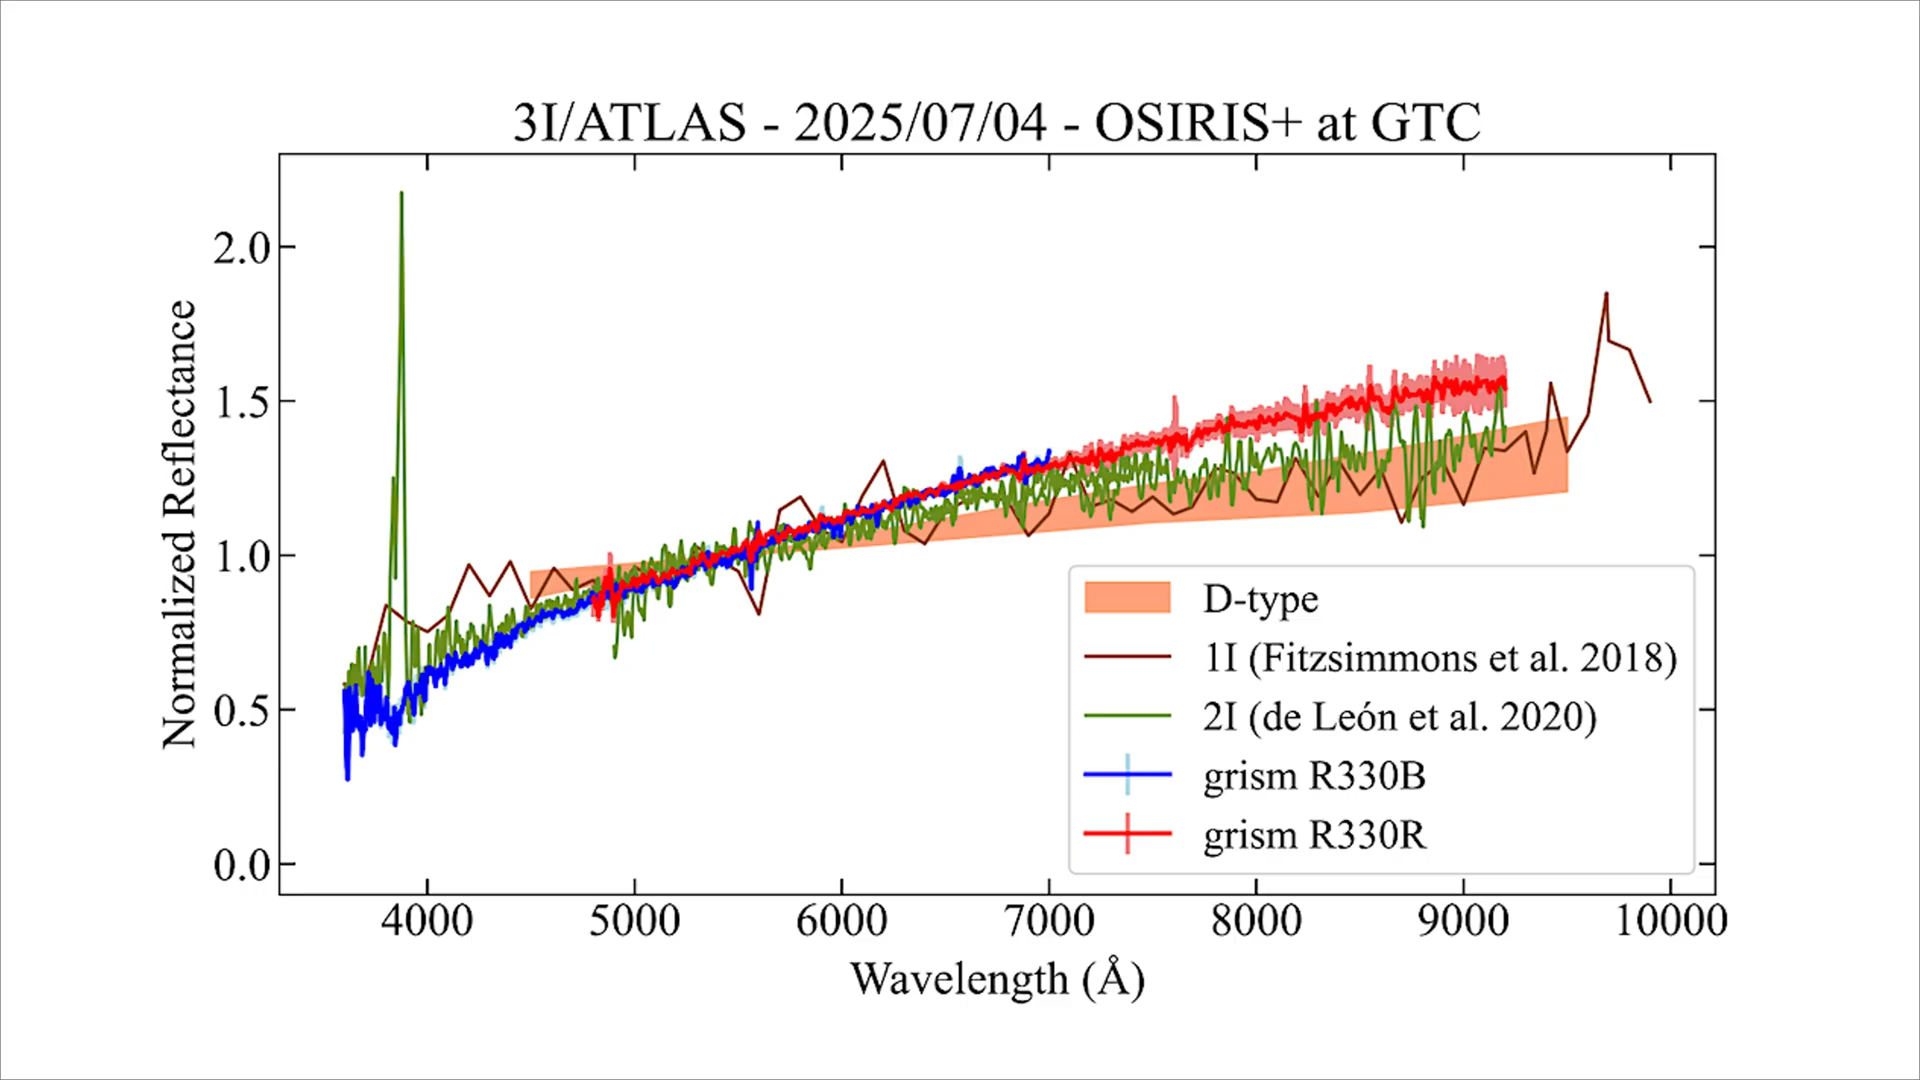 3I/ATLAS - 2025/07/04 - OSIRIS+ at GTC
Normalized Reflectance
2.0
1.5
1.0
0.5
0.0
D-type
1I (Fitzsimmons et al. 2018)
2I (de León et al. 2020)
grism R330B
grism R330R
4000 5000 6000 7000 8000 9000 10000
Wavelength (Å)